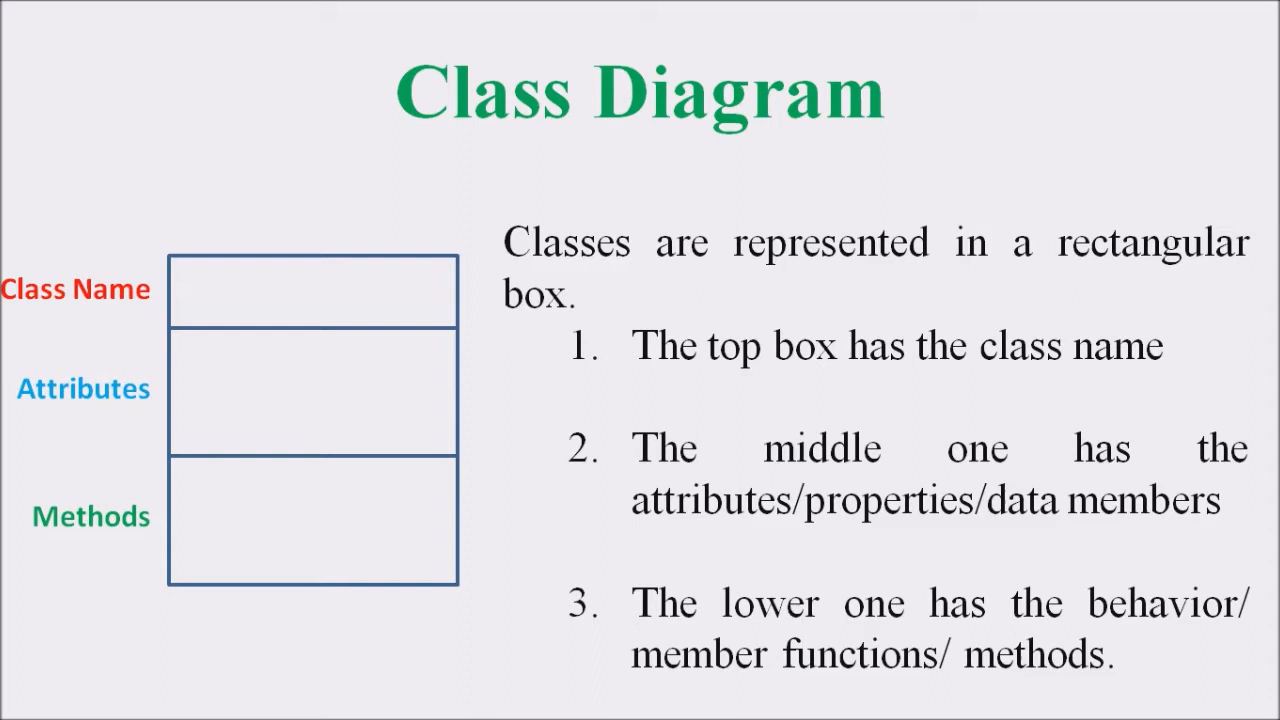 Class Diagram
Class Name
Attributes
Methods
Classes are represented in a rectangular
box.
1. The top box has the class name
2. The middle one has the
attributes/properties/data members
3. The lower one has the behavior/
member functions/ methods.